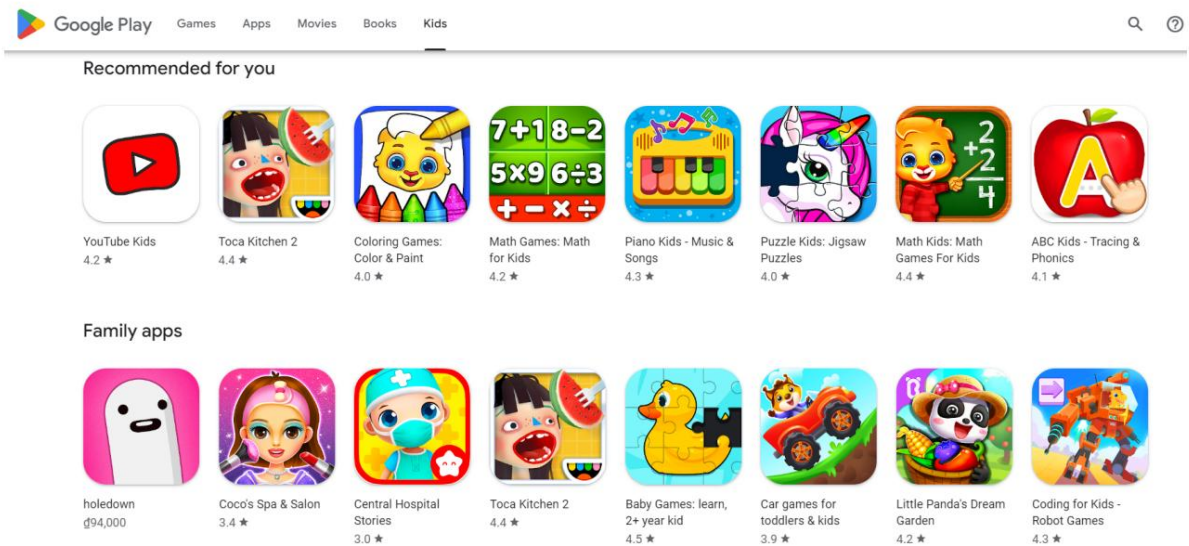 Google Play Games Apps Movies Books Kids
Recommended for you
7+1 8-2
5×9 6÷3
+ - × ÷
2
+2
4
A
YouTube Kids
4.2 ★
Toca Kitchen 2
4.4 ★
Coloring Games:
Color & Paint
4.0 ★
Math Games: Math
for Kids
4.2 ★
Piano Kids - Music &
Songs
4.3 ★
Puzzle Kids: Jigsaw
Puzzles
4.0 ★
Math Kids: Math
Games For Kids
4.4 ★
ABC Kids - Tracing &
Phonics
4.1 ★
Family apps
holedown
₫94,000
Coco's Spa & Salon
3.4 ★
Central Hospital
Stories
3.0 ★
Toca Kitchen 2
4.4 ★
Baby Games: learn,
2+ year kid
4.5 ★
Car games for
toddlers & kids
3.9 ★
Little Panda's Dream
Garden
4.2 ★
Coding for Kids -
Robot Games
4.3 ★